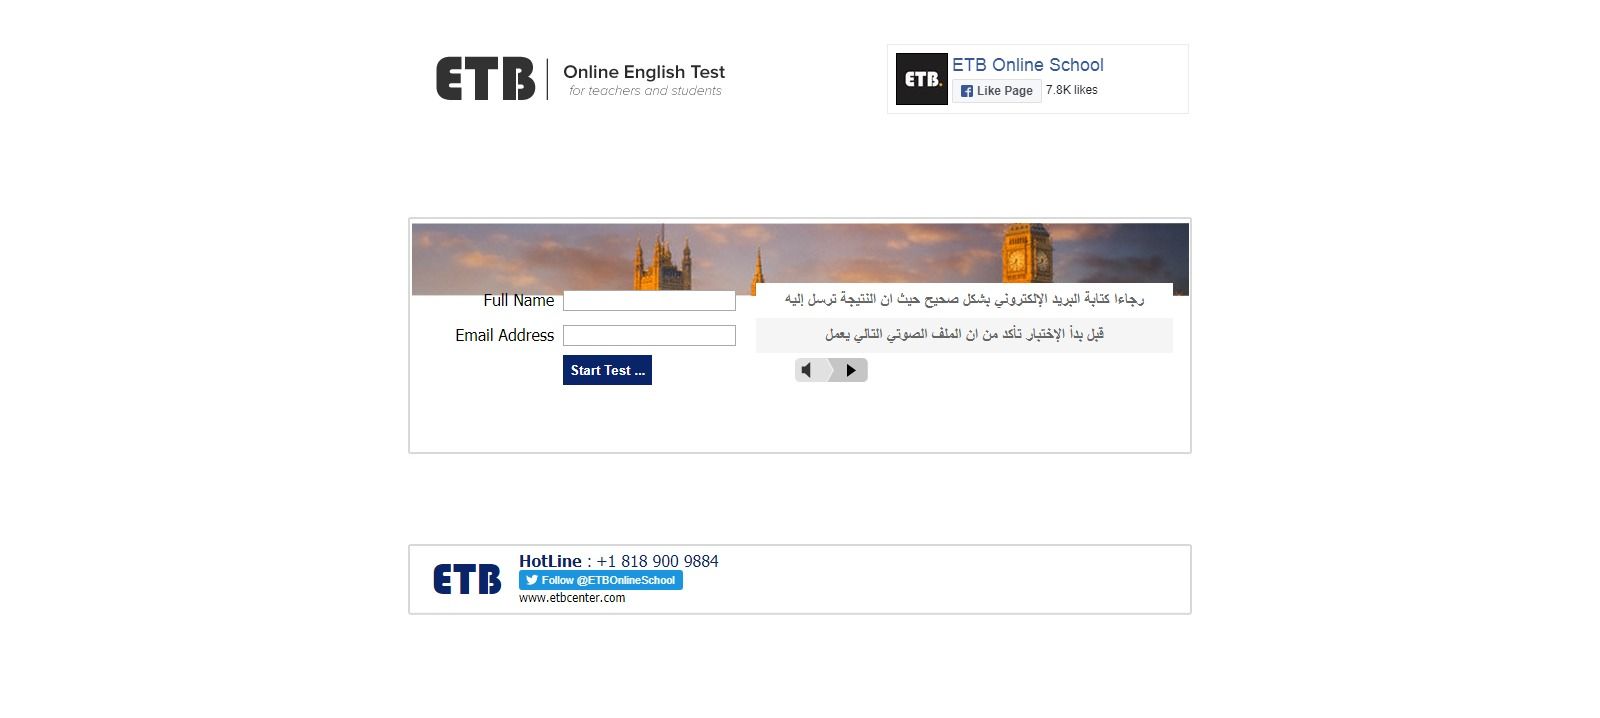 ETB
Online English Test
for teachers and students
ETB.
ETB Online School
Like Page
7.8K likes
Full Name
رجاءا كتابة البريد الإلكتروني بشكل صحيح حيث ان النتيجة ترسل إليه
Email Address
قبل بدأ الإختبار تأكد من ان الملف الصوتي التالي يعمل
Start Test ...
ETB
HotLine : +1 818 900 9884
Follow @ETBOnlineSchool
www.etbcenter.com